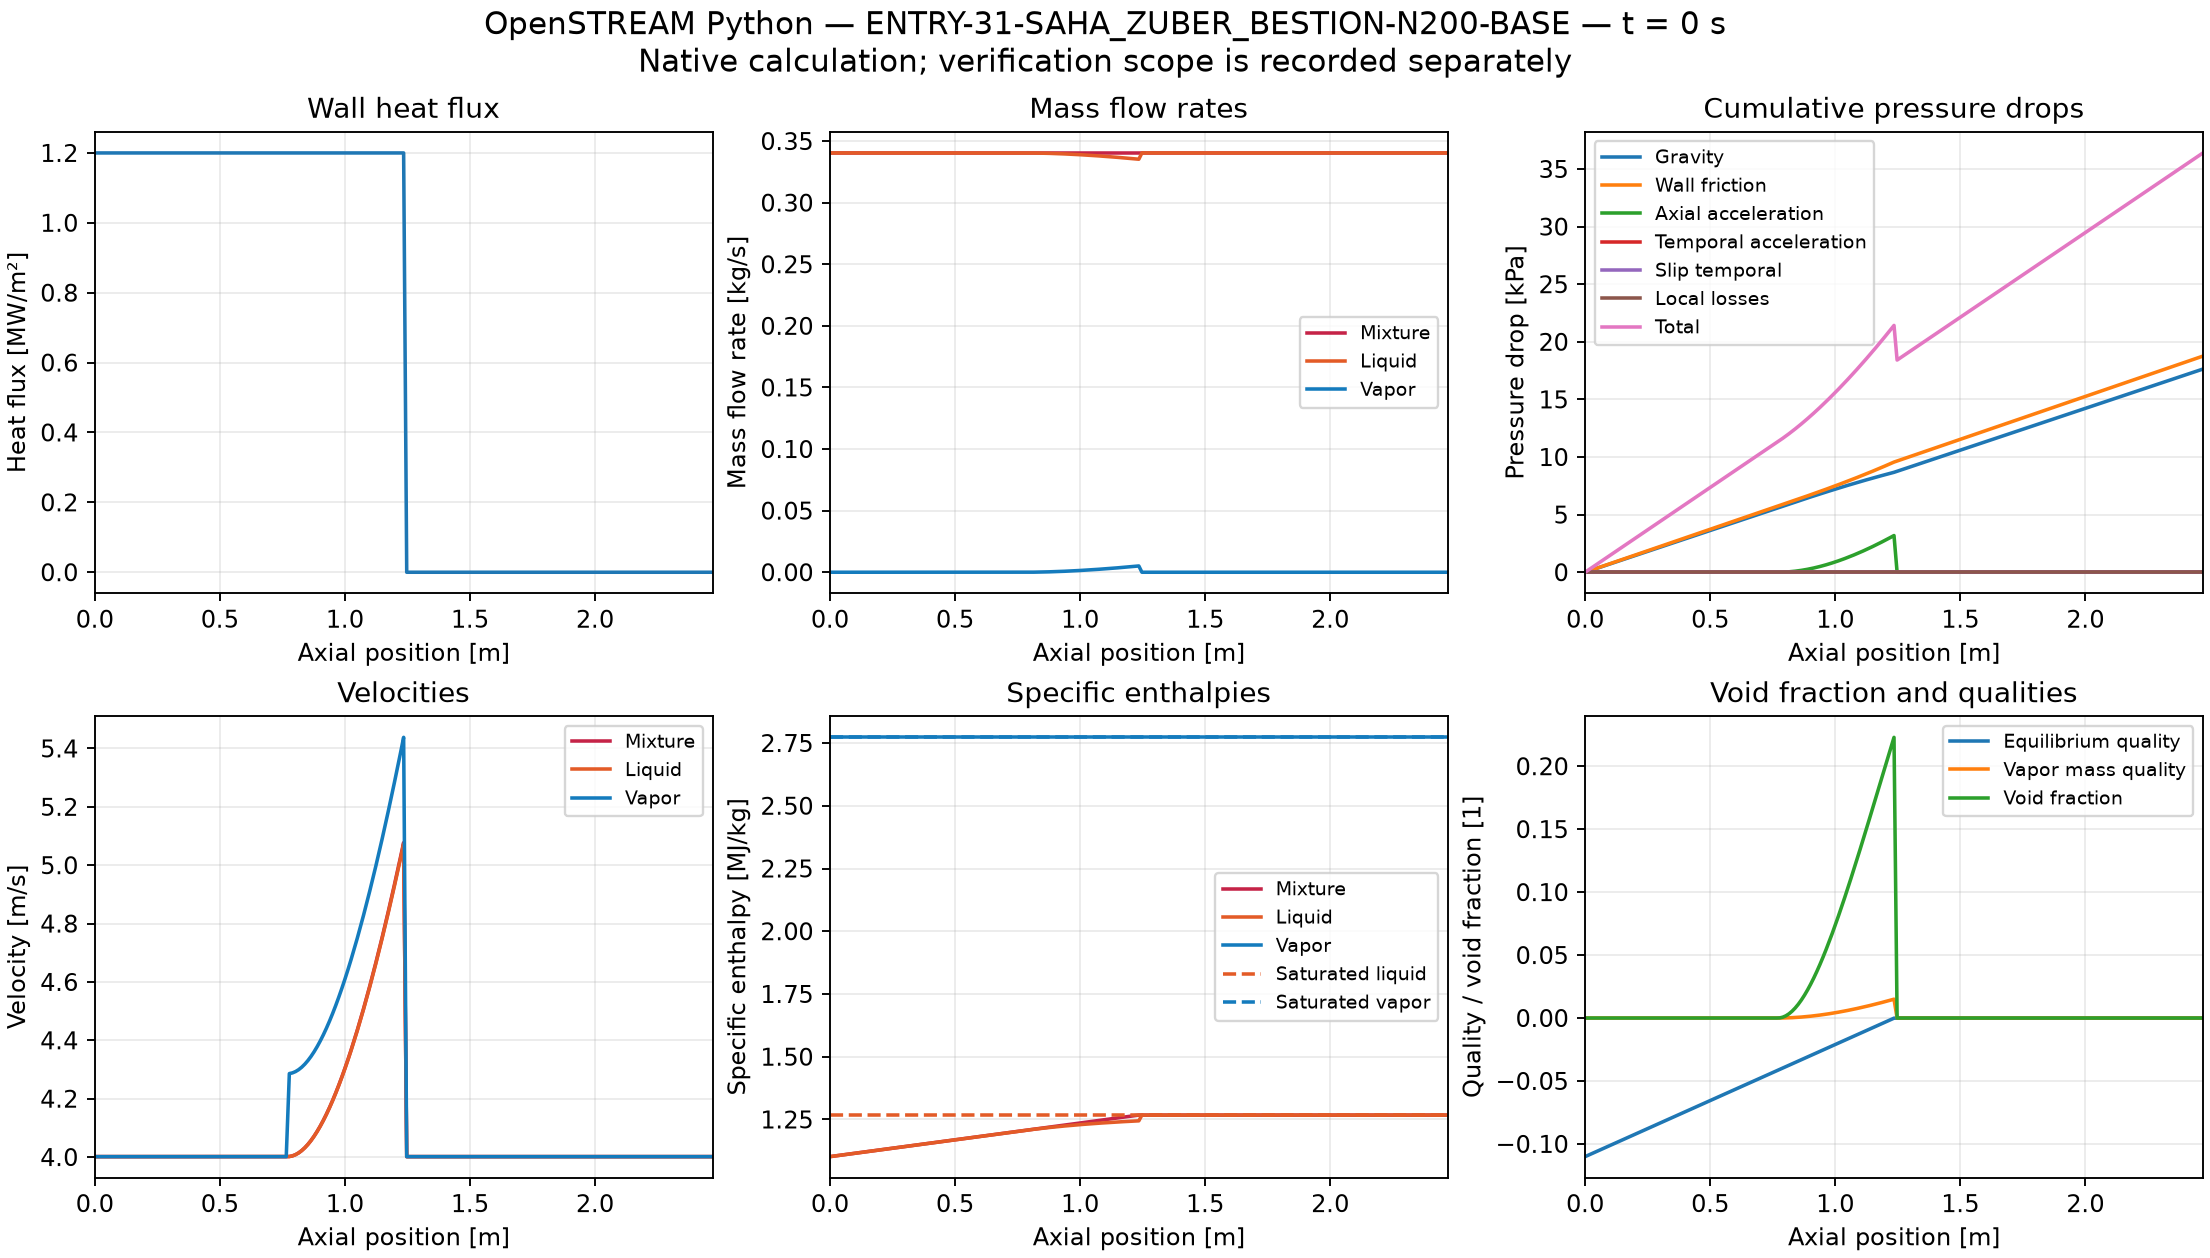 OpenSTREAM Python — ENTRY-31-SAHA_ZUBER_BESTION-N200-BASE — t = 0 s
Native calculation; verification scope is recorded separately
Wall heat flux
Heat flux [MW/m²]
1.2
1.0
0.8
0.6
0.4
0.2
0.0
0.0 0.5 1.0 1.5 2.0
Axial position [m]
Mass flow rates
Mass flow rate [kg/s]
0.35
0.30
0.25
0.20
0.15
0.10
0.05
0.00
Mixture
Liquid
Vapor
0.0 0.5 1.0 1.5 2.0
Axial position [m]
Cumulative pressure drops
Pressure drop [kPa]
35
30
25
20
15
10
5
0
Gravity
Wall friction
Axial acceleration
Temporal acceleration
Slip temporal
Local losses
Total
0.0 0.5 1.0 1.5 2.0
Axial position [m]
Velocities
Velocity [m/s]
5.4
5.2
5.0
4.8
4.6
4.4
4.2
4.0
Mixture
Liquid
Vapor
0.0 0.5 1.0 1.5 2.0
Axial position [m]
Specific enthalpies
Specific enthalpy [MJ/kg]
2.75
2.50
2.25
2.00
1.75
1.50
1.25
Mixture
Liquid
Vapor
Saturated liquid
Saturated vapor
0.0 0.5 1.0 1.5 2.0
Axial position [m]
Void fraction and qualities
Quality / void fraction [1]
0.20
0.15
0.10
0.05
0.00
−0.05
−0.10
Equilibrium quality
Vapor mass quality
Void fraction
0.0 0.5 1.0 1.5 2.0
Axial position [m]